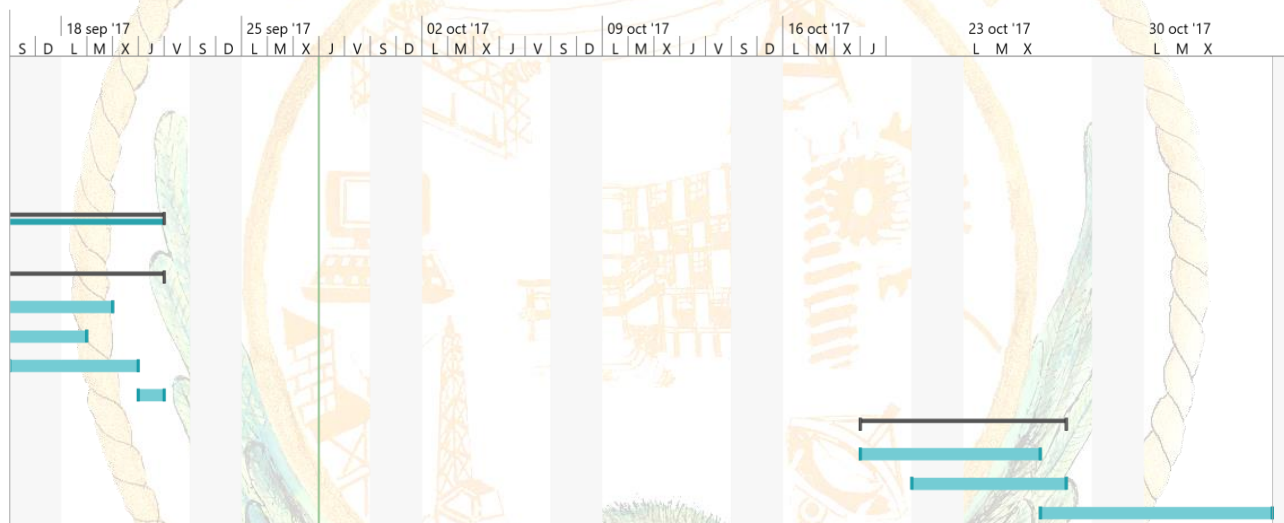 18 sep '17 25 sep '17 02 oct '17 09 oct '17 16 oct '17 23 oct '17 30 oct '17
S D L M X J V S D L M X J V S D L M X J V S D L M X J V S D L M X J L M X L M X